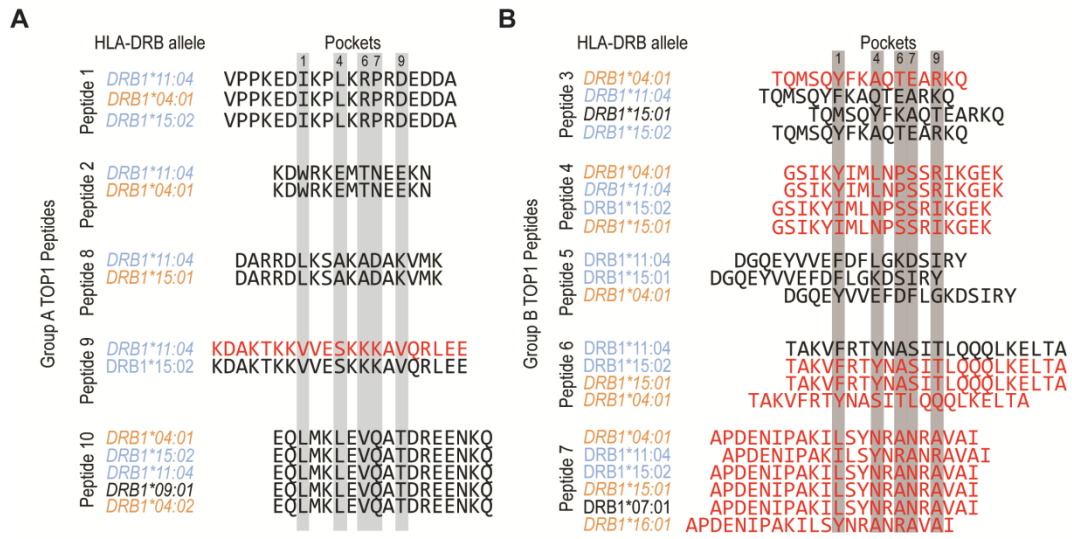 A
HLA-DRB allele Pockets
1 4 6 7 9
Group A TOP1 Peptides
Peptide 1
DRB1*11:04 VPPKEDIKPLKRPRDEDDA
DRB1*04:01 VPPKEDIKPLKRPRDEDDA
DRB1*15:02 VPPKEDIKPLKRPRDEDDA
Peptide 2
DRB1*11:04 KDWRKEMTNEEKN
DRB1*04:01 KDWRKEMTNEEKN
Peptide 8
DRB1*11:04 DARRDLKSAKADAKVMK
DRB1*15:01 DARRDLKSAKADAKVMK
Peptide 9
DRB1*11:04 KDAKTKKVVESKKKAVQRLEE
DRB1*15:02 KDAKTKKVVESKKKAVQRLEE
Peptide 10
DRB1*04:01 EQLMKLEVQATDREENKQ
DRB1*15:02 EQLMKLEVQATDREENKQ
DRB1*11:04 EQLMKLEVQATDREENKQ
DRB1*09:01 EQLMKLEVQATDREENKQ
DRB1*04:02 EQLMKLEVQATDREENKQ
B
HLA-DRB allele Pockets
1 4 6 7 9
Group B TOP1 Peptides
Peptide 3
DRB1*04:01 TQMSQYFKAQTEARKQ
DRB1*11:04 TQMSQYFKAQTEARKQ
DRB1*15:01 TQMSQYFKAQTEARKQ
DRB1*15:02 TQMSQYFKAQTEARKQ
Peptide 4
DRB1*04:01 GSIKYIMLNPSSRIKGEK
DRB1*11:04 GSIKYIMLNPSSRIKGEK
DRB1*15:02 GSIKYIMLNPSSRIKGEK
DRB1*15:01 GSIKYIMLNPSSRIKGEK
Peptide 5
DRB1*11:04 DGQEYVVEFDFLGKDSIRY
DRB1*15:01 DGQEYVVEFDFLGKDSIRY
DRB1*04:01 DGQEYVVEFDFLGKDSIRY
Peptide 6
DRB1*11:04 TAKVFRTYNASITLQQQLKELTA
DRB1*15:02 TAKVFRTYNASITLQQQLKELTA
DRB1*15:01 TAKVFRTYNASITLQQQLKELTA
DRB1*04:01 TAKVFRTYNASITLQQQLKELTA
Peptide 7
DRB1*04:01 APDENIPAKILSYNRANRAVAI
DRB1*11:04 APDENIPAKILSYNRANRAVAI
DRB1*15:02 APDENIPAKILSYNRANRAVAI
DRB1*15:01 APDENIPAKILSYNRANRAVAI
DRB1*07:01 APDENIPAKILSYNRANRAVAI
DRB1*16:01 APDENIPAKILSYNRANRAVAI